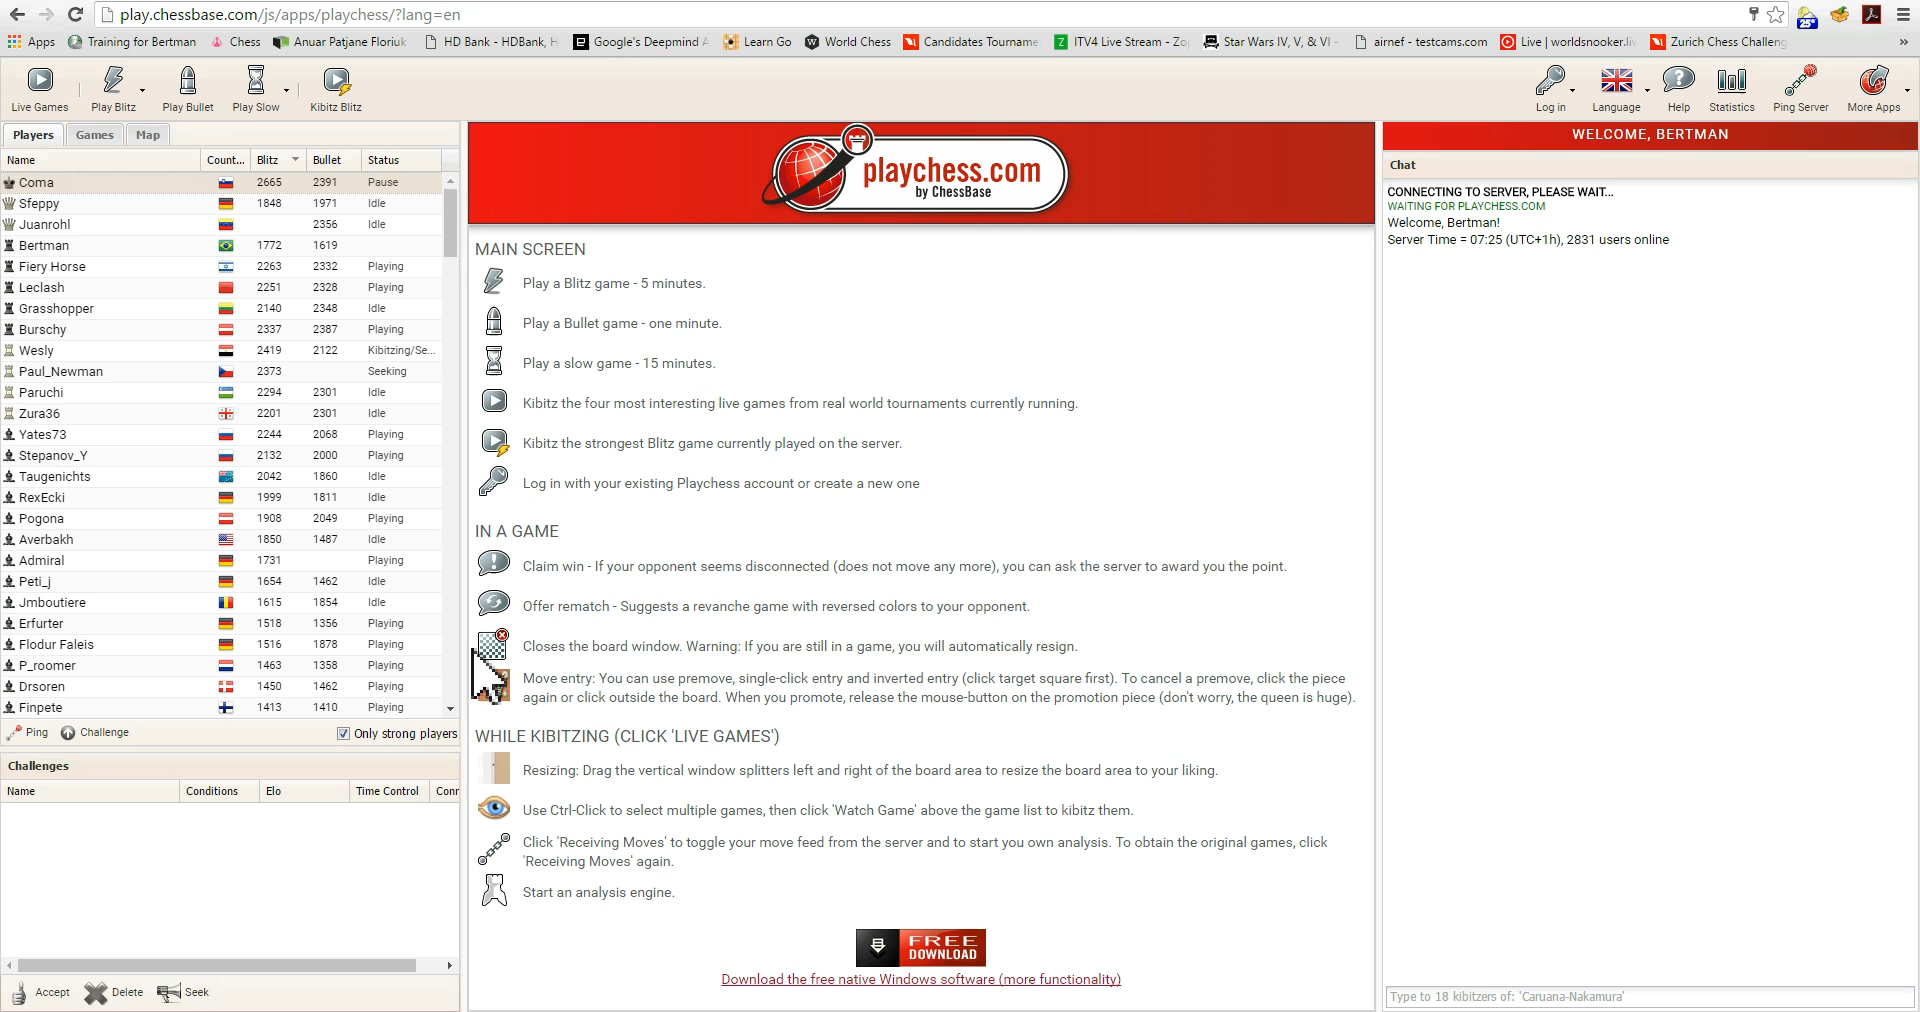 play.chessbase.com/js/apps/playchess/?lang=en
25°
Apps Training for Bertman Chess Anuar Patjane Floriuk HD Bank - HDBank, H Google's Deepmind A Learn Go World Chess Candidates Tourname ITV4 Live Stream - Zo Star Wars IV, V, & VI - airnef - testcams.com Live | worldsnooker.li Zurich Chess Challeng »
Live Games Play Blitz Play Bullet Play Slow Kibitz Blitz Log in Language Help Statistics Ping Server More Apps
Players Games Map
Name Count... Blitz Bullet Status
Coma 2665 2391 Pause
Sfeppy 1848 1971 Idle
Juanrohl 2356 Idle
Bertman 1772 1619
Fiery Horse 2263 2332 Playing
Leclash 2251 2328 Playing
Grasshopper 2140 2348 Idle
Burschy 2337 2387 Playing
Wesly 2419 2122 Kibitzing/Se...
Paul_Newman 2373 Seeking
Paruchi 2294 2301 Idle
Zura36 2201 2301 Idle
Yates73 2244 2068 Playing
Stepanov_Y 2132 2000 Playing
Taugenichts 2042 1860 Idle
RexEcki 1999 1811 Idle
Pogona 1908 2049 Playing
Averbakh 1850 1487 Idle
Admiral 1731 Playing
Peti_j 1654 1462 Idle
Jmboutiere 1615 1854 Idle
Erfurter 1518 1356 Playing
Flodur Faleis 1516 1878 Playing
P_roomer 1463 1358 Playing
Drsoren 1450 1462 Playing
Finpete 1413 1410 Playing
Ping Challenge Only strong players
Challenges
Name Conditions Elo Time Control Conr
Accept Delete Seek
playchess.com
by ChessBase
MAIN SCREEN
Play a Blitz game - 5 minutes.
Play a Bullet game - one minute.
Play a slow game - 15 minutes.
Kibitz the four most interesting live games from real world tournaments currently running.
Kibitz the strongest Blitz game currently played on the server.
Log in with your existing Playchess account or create a new one
IN A GAME
Claim win - If your opponent seems disconnected (does not move any more), you can ask the server to award you the point.
Offer rematch - Suggests a revanche game with reversed colors to your opponent.
Closes the board window. Warning: If you are still in a game, you will automatically resign.
Move entry: You can use premove, single-click entry and inverted entry (click target square first). To cancel a premove, click the piece
again or click outside the board. When you promote, release the mouse-button on the promotion piece (don't worry, the queen is huge).
WHILE KIBITZING (CLICK 'LIVE GAMES')
Resizing: Drag the vertical window splitters left and right of the board area to resize the board area to your liking.
Use Ctrl-Click to select multiple games, then click 'Watch Game' above the game list to kibitz them.
Click 'Receiving Moves' to toggle your move feed from the server and to start you own analysis. To obtain the original games, click
'Receiving Moves' again.
Start an analysis engine.
FREE
DOWNLOAD
Download the free native Windows software (more functionality)
WELCOME, BERTMAN
Chat
CONNECTING TO SERVER, PLEASE WAIT...
WAITING FOR PLAYCHESS.COM
Welcome, Bertman!
Server Time = 07:25 (UTC+1h), 2831 users online
Type to 18 kibitzers of: 'Caruana-Nakamura'